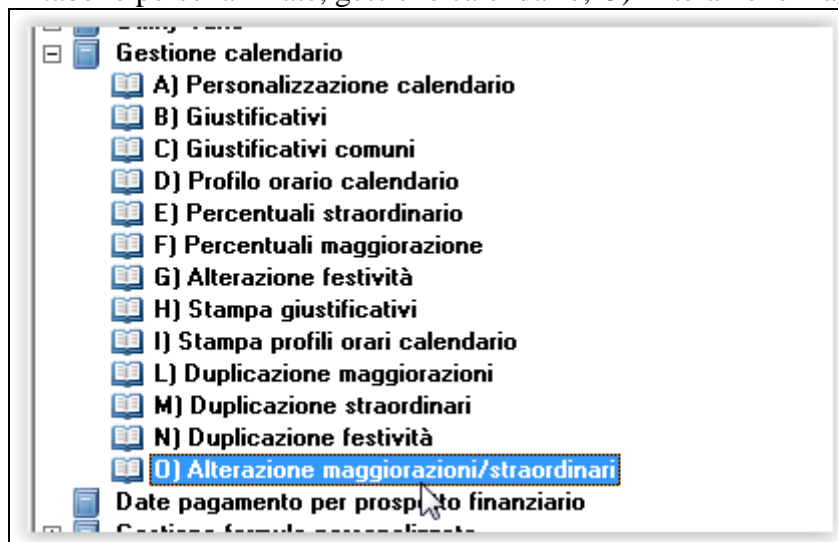 Gestione calendario
A) Personalizzazione calendario
B) Giustificativi
C) Giustificativi comuni
D) Profilo orario calendario
E) Percentuali straordinario
F) Percentuali maggiorazione
G) Alterazione festività
H) Stampa giustificativi
I) Stampa profili orari calendario
L) Duplicazione maggiorazioni
M) Duplicazione straordinari
N) Duplicazione festività
O) Alterazione maggiorazioni/straordinari
Date pagamento per prospetto finanziario